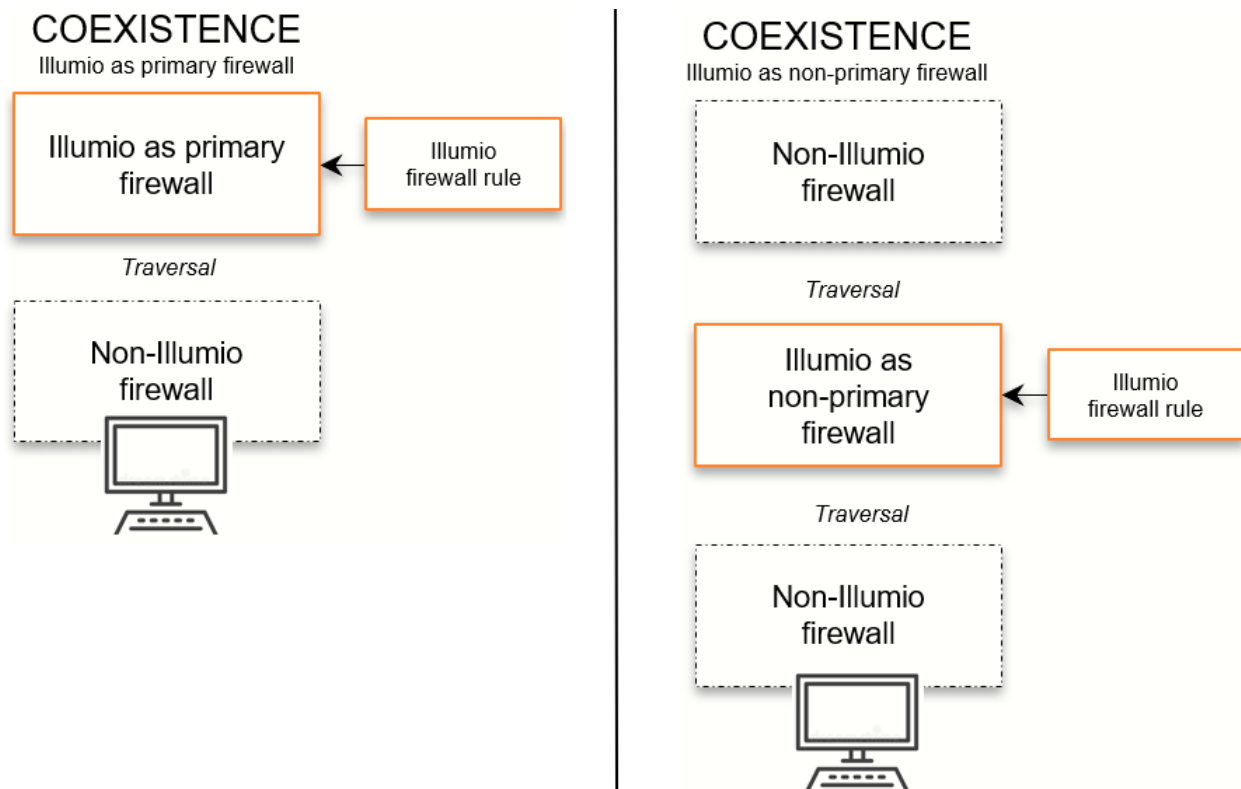 COEXISTENCE
Illumio as primary firewall
Illumio as primary
firewall
Illumio
firewall rule
Traversal
Non-Illumio
firewall
COEXISTENCE
Illumio as non-primary firewall
Non-Illumio
firewall
Traversal
Illumio as
non-primary
firewall
Illumio
firewall rule
Traversal
Non-Illumio
firewall